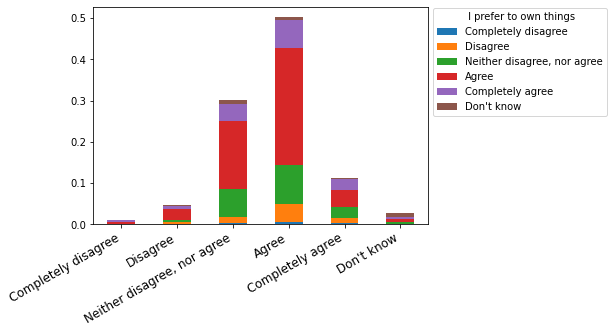 I prefer to own things
Completely disagree
Disagree
Neither disagree, nor agree
Agree
Completely agree
Don't know
0.5
0.4
0.3
0.2
0.1
0.0
Completely disagree
Disagree
Neither disagree, nor agree
Agree
Completely agree
Don't know